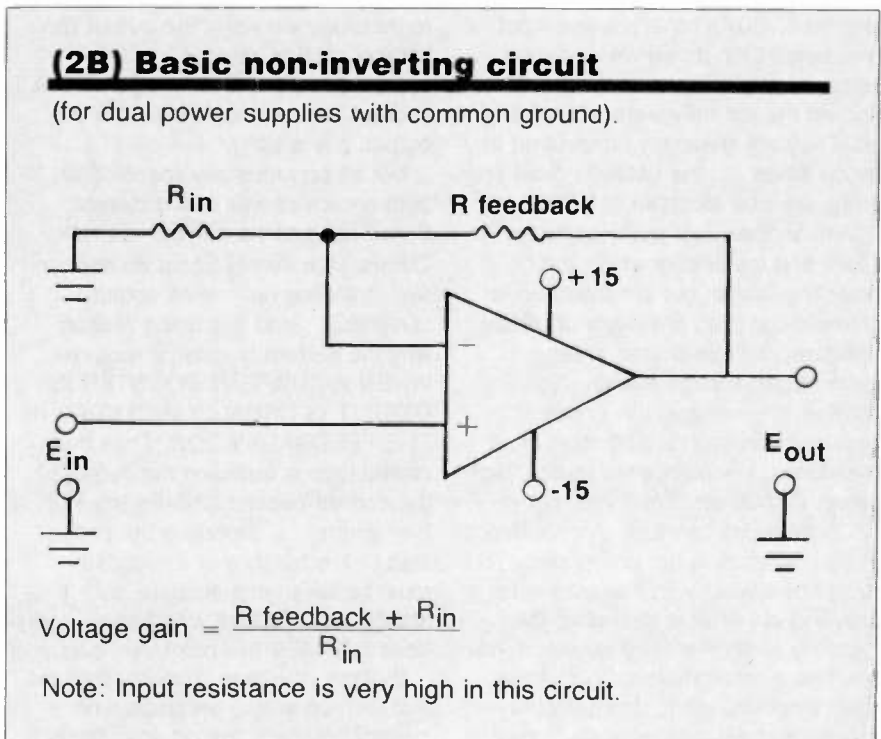 (2B) Basic non-inverting circuit
(for dual power supplies with common ground).
Rin
R feedback
+15
−
+
Ein
-15
E out
Voltage gain = R feedback + Rin
Rin
Note: Input resistance is very high in this circuit.